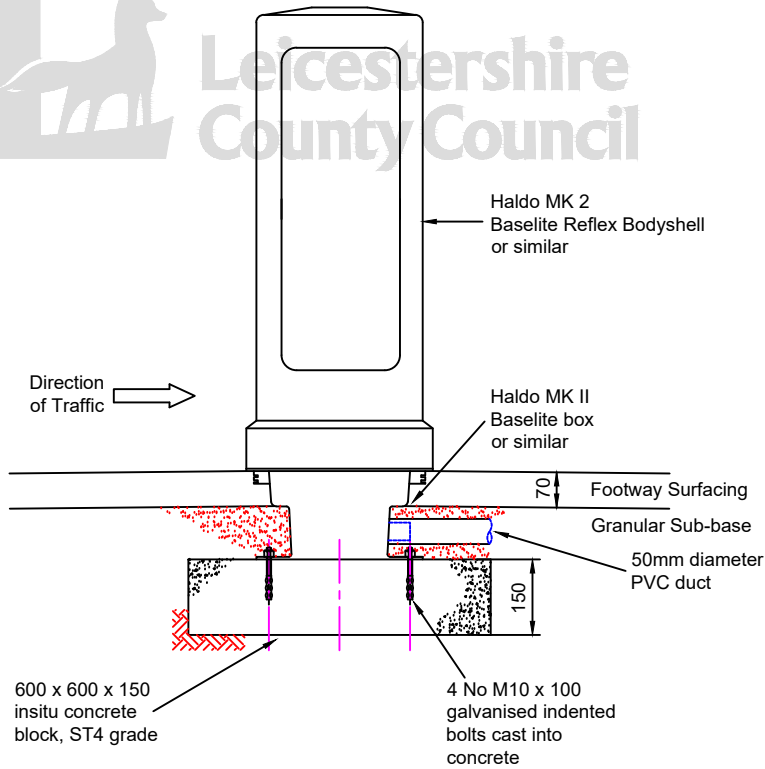 Leicestershire
County Council
Haldo MK 2
Baselite Reflex Bodyshell
or similar
Direction
of Traffic
Haldo MK II
Baselite box
or similar
70
Footway Surfacing
Granular Sub-base
50mm diameter
PVC duct
150
600 x 600 x 150
insitu concrete
block, ST4 grade
4 No M10 x 100
galvanised indented
bolts cast into
concrete